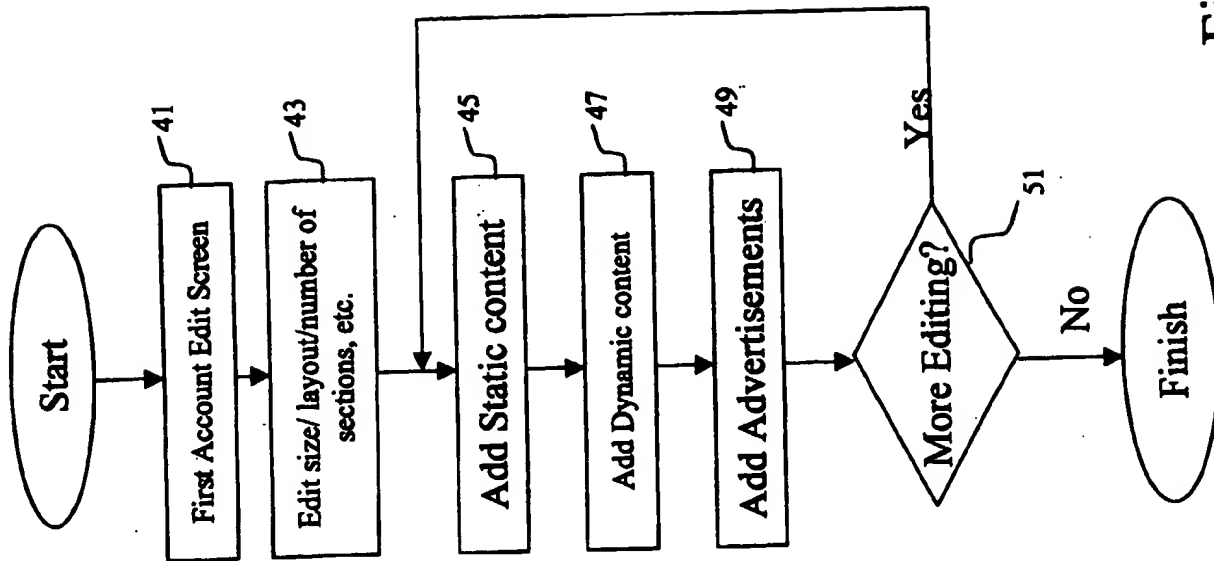 Start
First Account Edit Screen
41
Edit size/ layout/number of
sections, etc.
43
Add Static content
45
Add Dynamic content
47
Add Advertisements
49
More Editing?
51
Yes
No
Finish